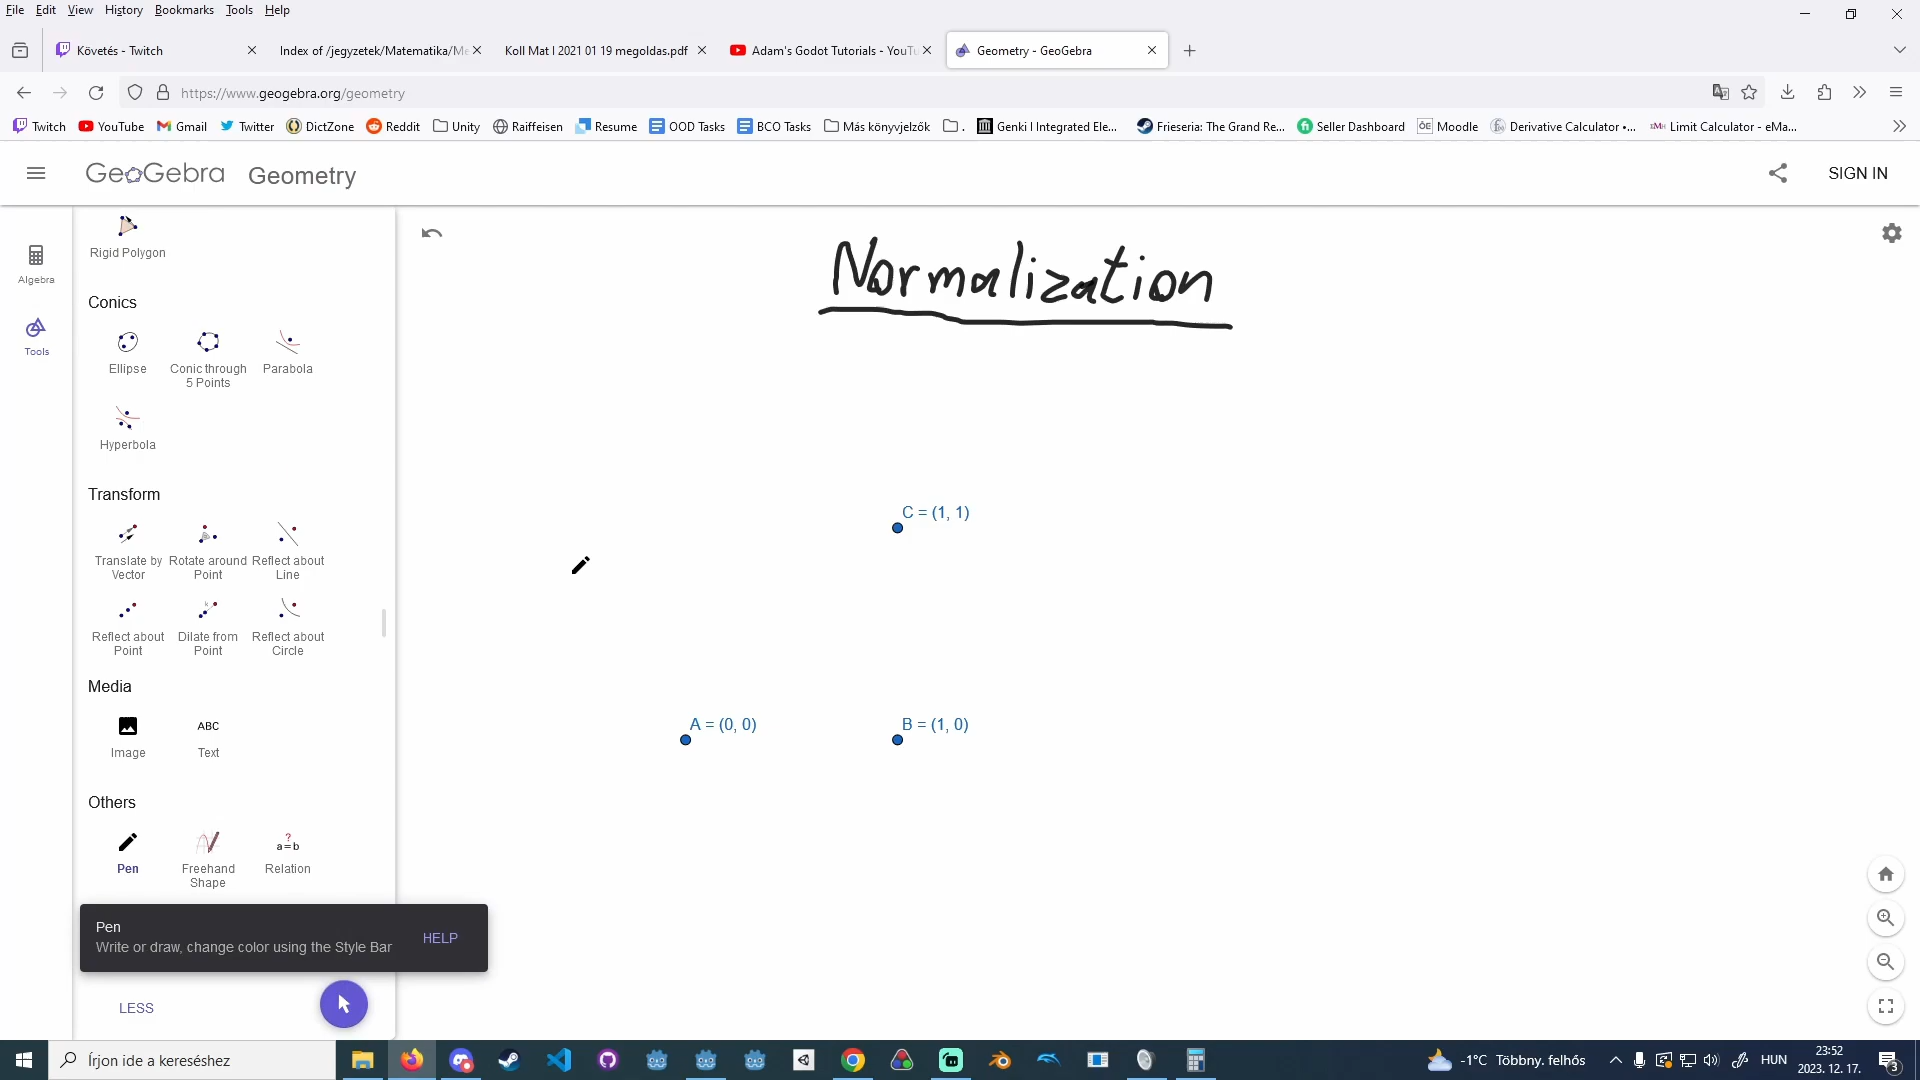 File Edit View History Bookmarks Tools Help
Követés - Twitch
Index of /jegyzetek/Matematika/Me
Koll Mat I 2021 01 19 megoldas.pdf
Adam's Godot Tutorials - YouTu
Geometry - GeoGebra
https://www.geogebra.org/geometry
Twitch YouTube Gmail Twitter DictZone Reddit Unity Raiffeisen Resume OOD Tasks BCO Tasks Más könyvjelzők . Genki I Integrated Ele... Frieseria: The Grand Re... Seller Dashboard Moodle Derivative Calculator •... Limit Calculator - eMa...
GeoGebra Geometry
SIGN IN
Algebra
Tools
Rigid Polygon
Conics
Ellipse
Conic through 5 Points
Parabola
Hyperbola
Transform
Translate by Vector
Rotate around Point
Reflect about Line
Reflect about Point
Dilate from Point
Reflect about Circle
Media
Image
ABC
Text
Others
Pen
Freehand Shape
? a=b
Relation
Pen
Write or draw, change color using the Style Bar
HELP
LESS
Normalization
C = (1, 1)
A = (0, 0)
B = (1, 0)
Írjon ide a kereséshez
-1°C Többny. felhős
HUN
23:52
2023. 12. 17.
3